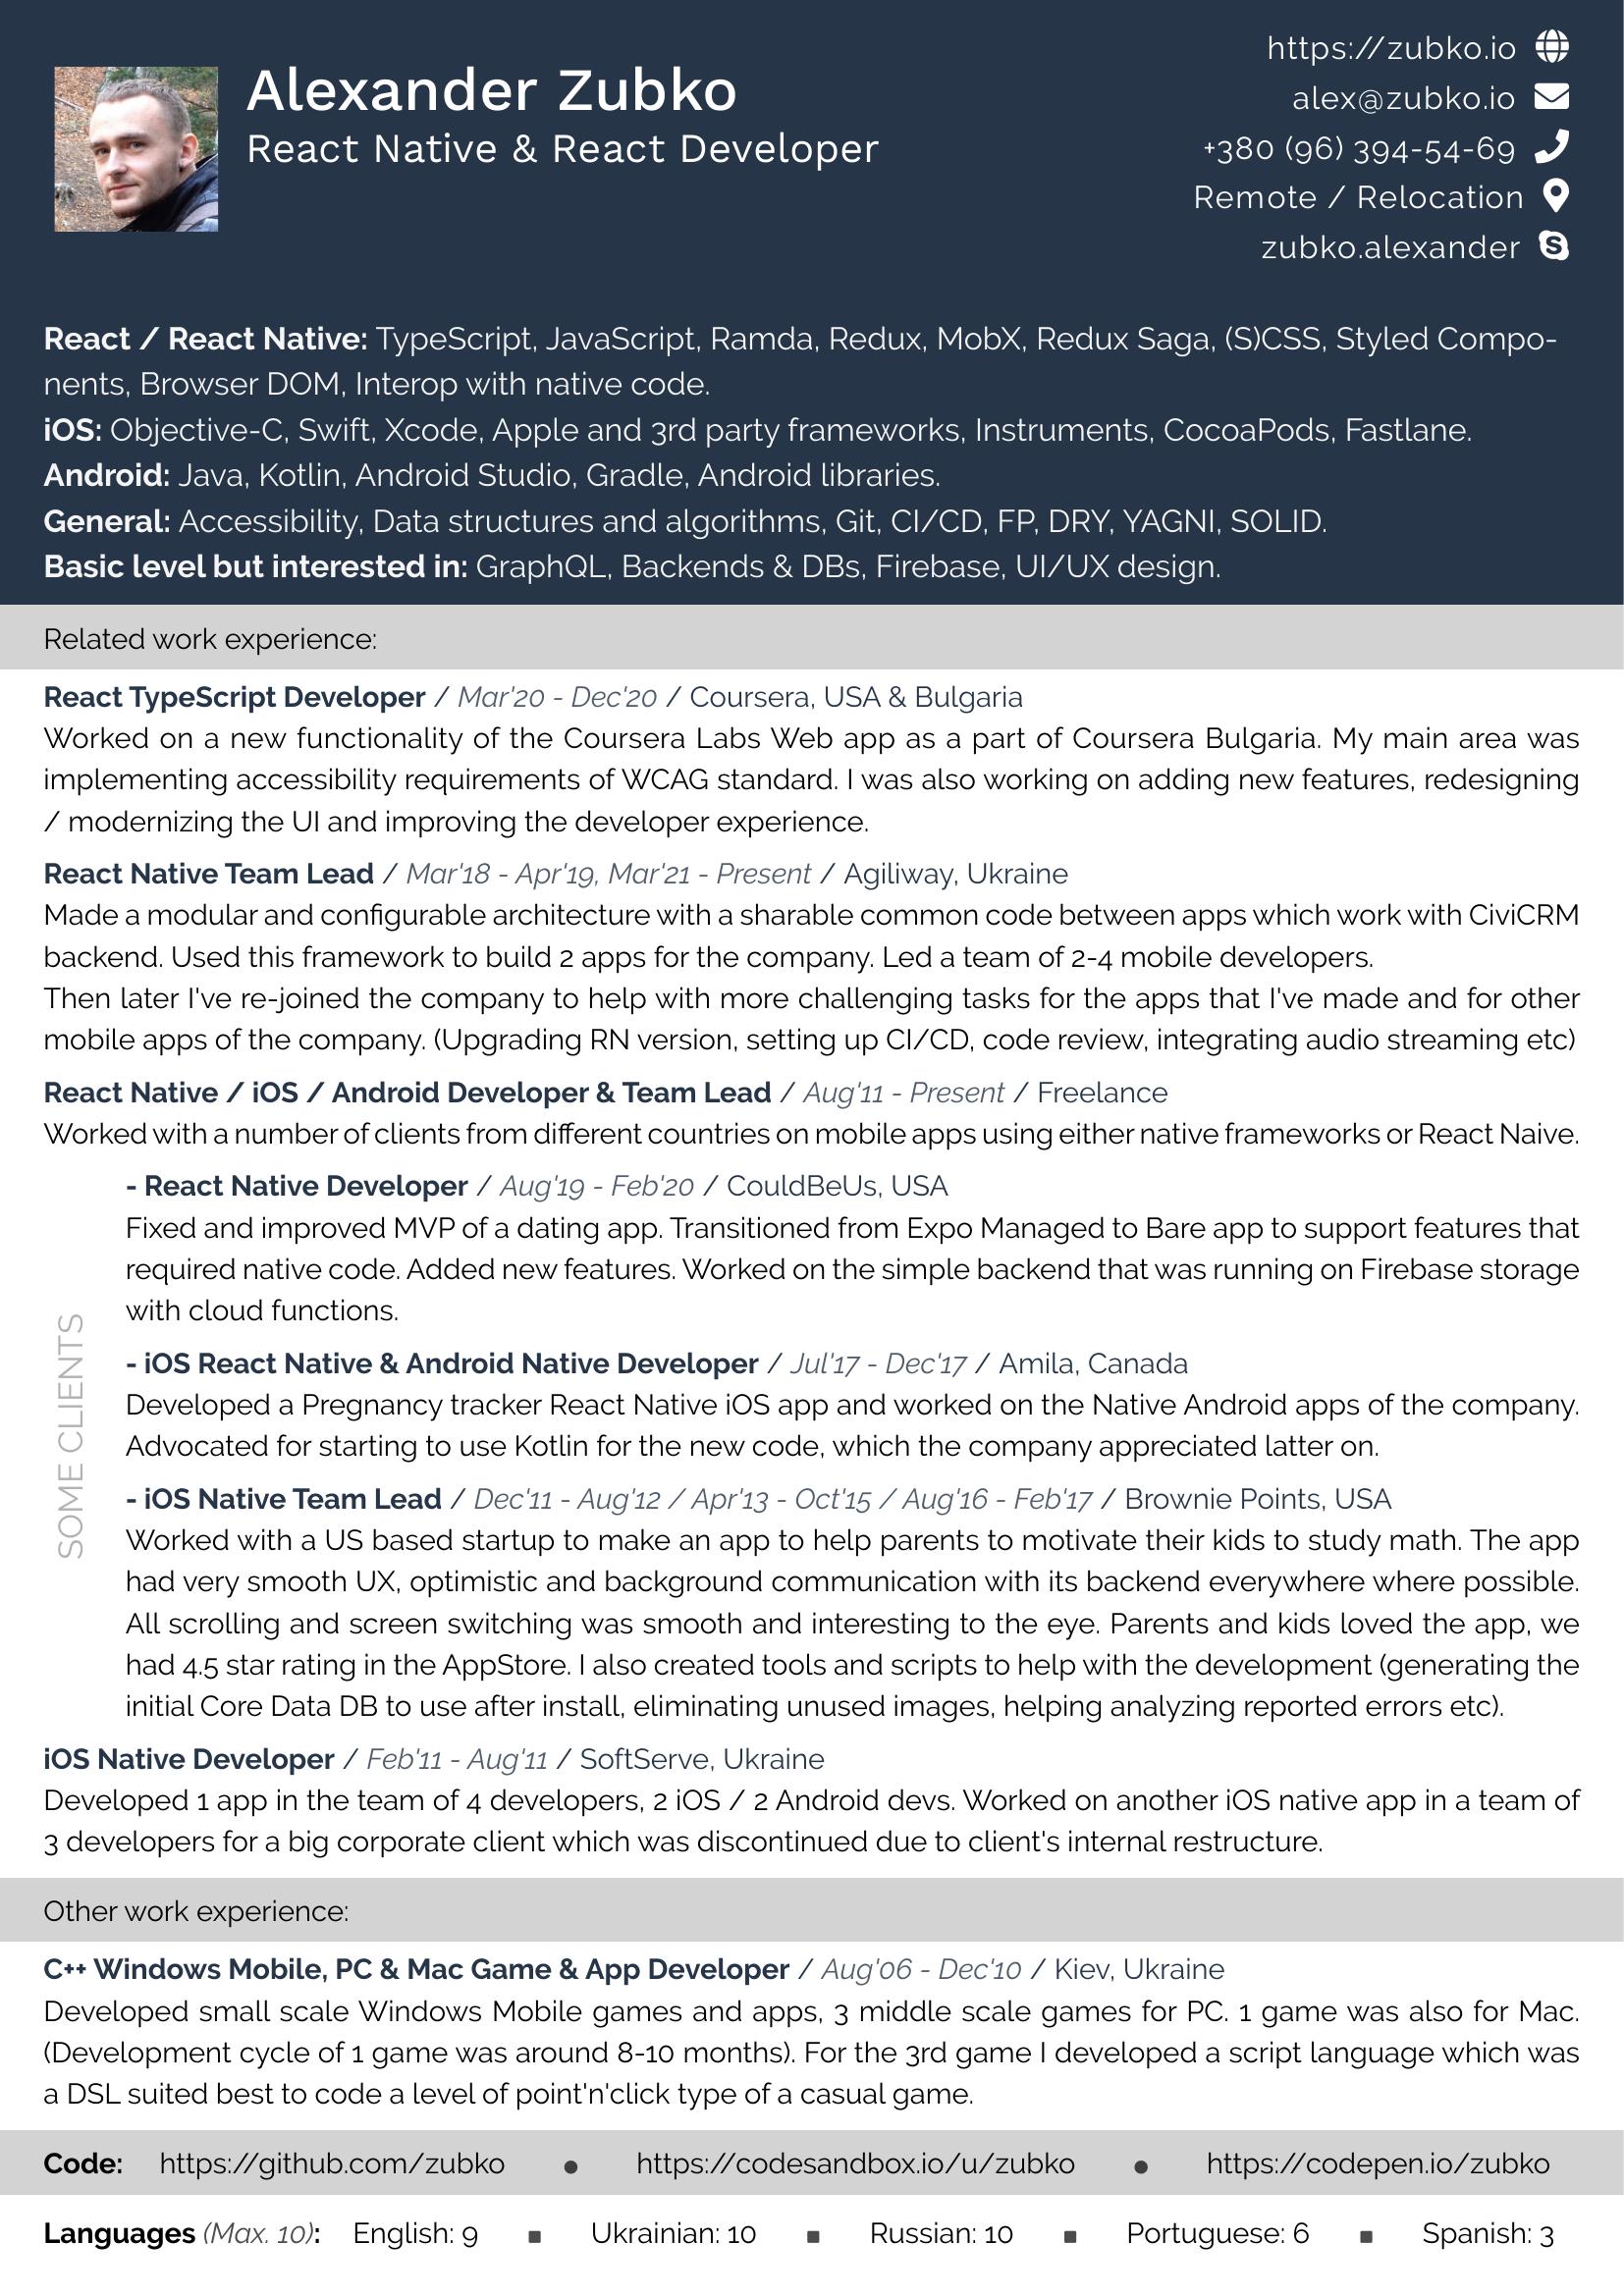 Alexander Zubko
React Native & React Developer
https://zubko.io
alex@zubko.io
+380 (96) 394-54-69
Remote / Relocation
zubko.alexander
React / React Native: TypeScript, JavaScript, Ramda, Redux, MobX, Redux Saga, (S)CSS, Styled Compo-
nents, Browser DOM, Interop with native code.
iOS: Objective-C, Swift, Xcode, Apple and 3rd party frameworks, Instruments, CocoaPods, Fastlane.
Android: Java, Kotlin, Android Studio, Gradle, Android libraries.
General: Accessibility, Data structures and algorithms, Git, CI/CD, FP, DRY, YAGNI, SOLID.
Basic level but interested in: GraphQL, Backends & DBs, Firebase, UI/UX design.
Related work experience:
React TypeScript Developer / Mar'20 - Dec'20 / Coursera, USA & Bulgaria
Worked on a new functionality of the Coursera Labs Web app as a part of Coursera Bulgaria. My main area was
implementing accessibility requirements of WCAG standard. I was also working on adding new features, redesigning
/ modernizing the UI and improving the developer experience.
React Native Team Lead / Mar'18 - Apr'19, Mar'21 - Present / Agiliway, Ukraine
Made a modular and configurable architecture with a sharable common code between apps which work with CiviCRM
backend. Used this framework to build 2 apps for the company. Led a team of 2-4 mobile developers.
Then later I've re-joined the company to help with more challenging tasks for the apps that I've made and for other
mobile apps of the company. (Upgrading RN version, setting up CI/CD, code review, integrating audio streaming etc)
React Native / iOS / Android Developer & Team Lead / Aug'11 - Present / Freelance
Worked with a number of clients from different countries on mobile apps using either native frameworks or React Naive.
SOME CLIENTS
- React Native Developer / Aug'19 - Feb'20 / CouldBeUs, USA
Fixed and improved MVP of a dating app. Transitioned from Expo Managed to Bare app to support features that
required native code. Added new features. Worked on the simple backend that was running on Firebase storage
with cloud functions.
- iOS React Native & Android Native Developer / Jul'17 - Dec'17 / Amila, Canada
Developed a Pregnancy tracker React Native iOS app and worked on the Native Android apps of the company.
Advocated for starting to use Kotlin for the new code, which the company appreciated latter on.
- iOS Native Team Lead / Dec'11 - Aug'12 / Apr'13 - Oct'15 / Aug'16 - Feb'17 / Brownie Points, USA
Worked with a US based startup to make an app to help parents to motivate their kids to study math. The app
had very smooth UX, optimistic and background communication with its backend everywhere where possible.
All scrolling and screen switching was smooth and interesting to the eye. Parents and kids loved the app, we
had 4.5 star rating in the AppStore. I also created tools and scripts to help with the development (generating the
initial Core Data DB to use after install, eliminating unused images, helping analyzing reported errors etc).
iOS Native Developer / Feb'11 - Aug'11 / SoftServe, Ukraine
Developed 1 app in the team of 4 developers, 2 iOS / 2 Android devs. Worked on another iOS native app in a team of
3 developers for a big corporate client which was discontinued due to client's internal restructure.
Other work experience:
C++ Windows Mobile, PC & Mac Game & App Developer / Aug'06 - Dec'10 / Kiev, Ukraine
Developed small scale Windows Mobile games and apps, 3 middle scale games for PC. 1 game was also for Mac.
(Development cycle of 1 game was around 8-10 months). For the 3rd game I developed a script language which was
a DSL suited best to code a level of point'n'click type of a casual game.
Code: https://github.com/zubko ● https://codesandbox.io/u/zubko ● https://codepen.io/zubko
Languages (Max. 10): English: 9 ■ Ukrainian: 10 ■ Russian: 10 ■ Portuguese: 6 ■ Spanish: 3